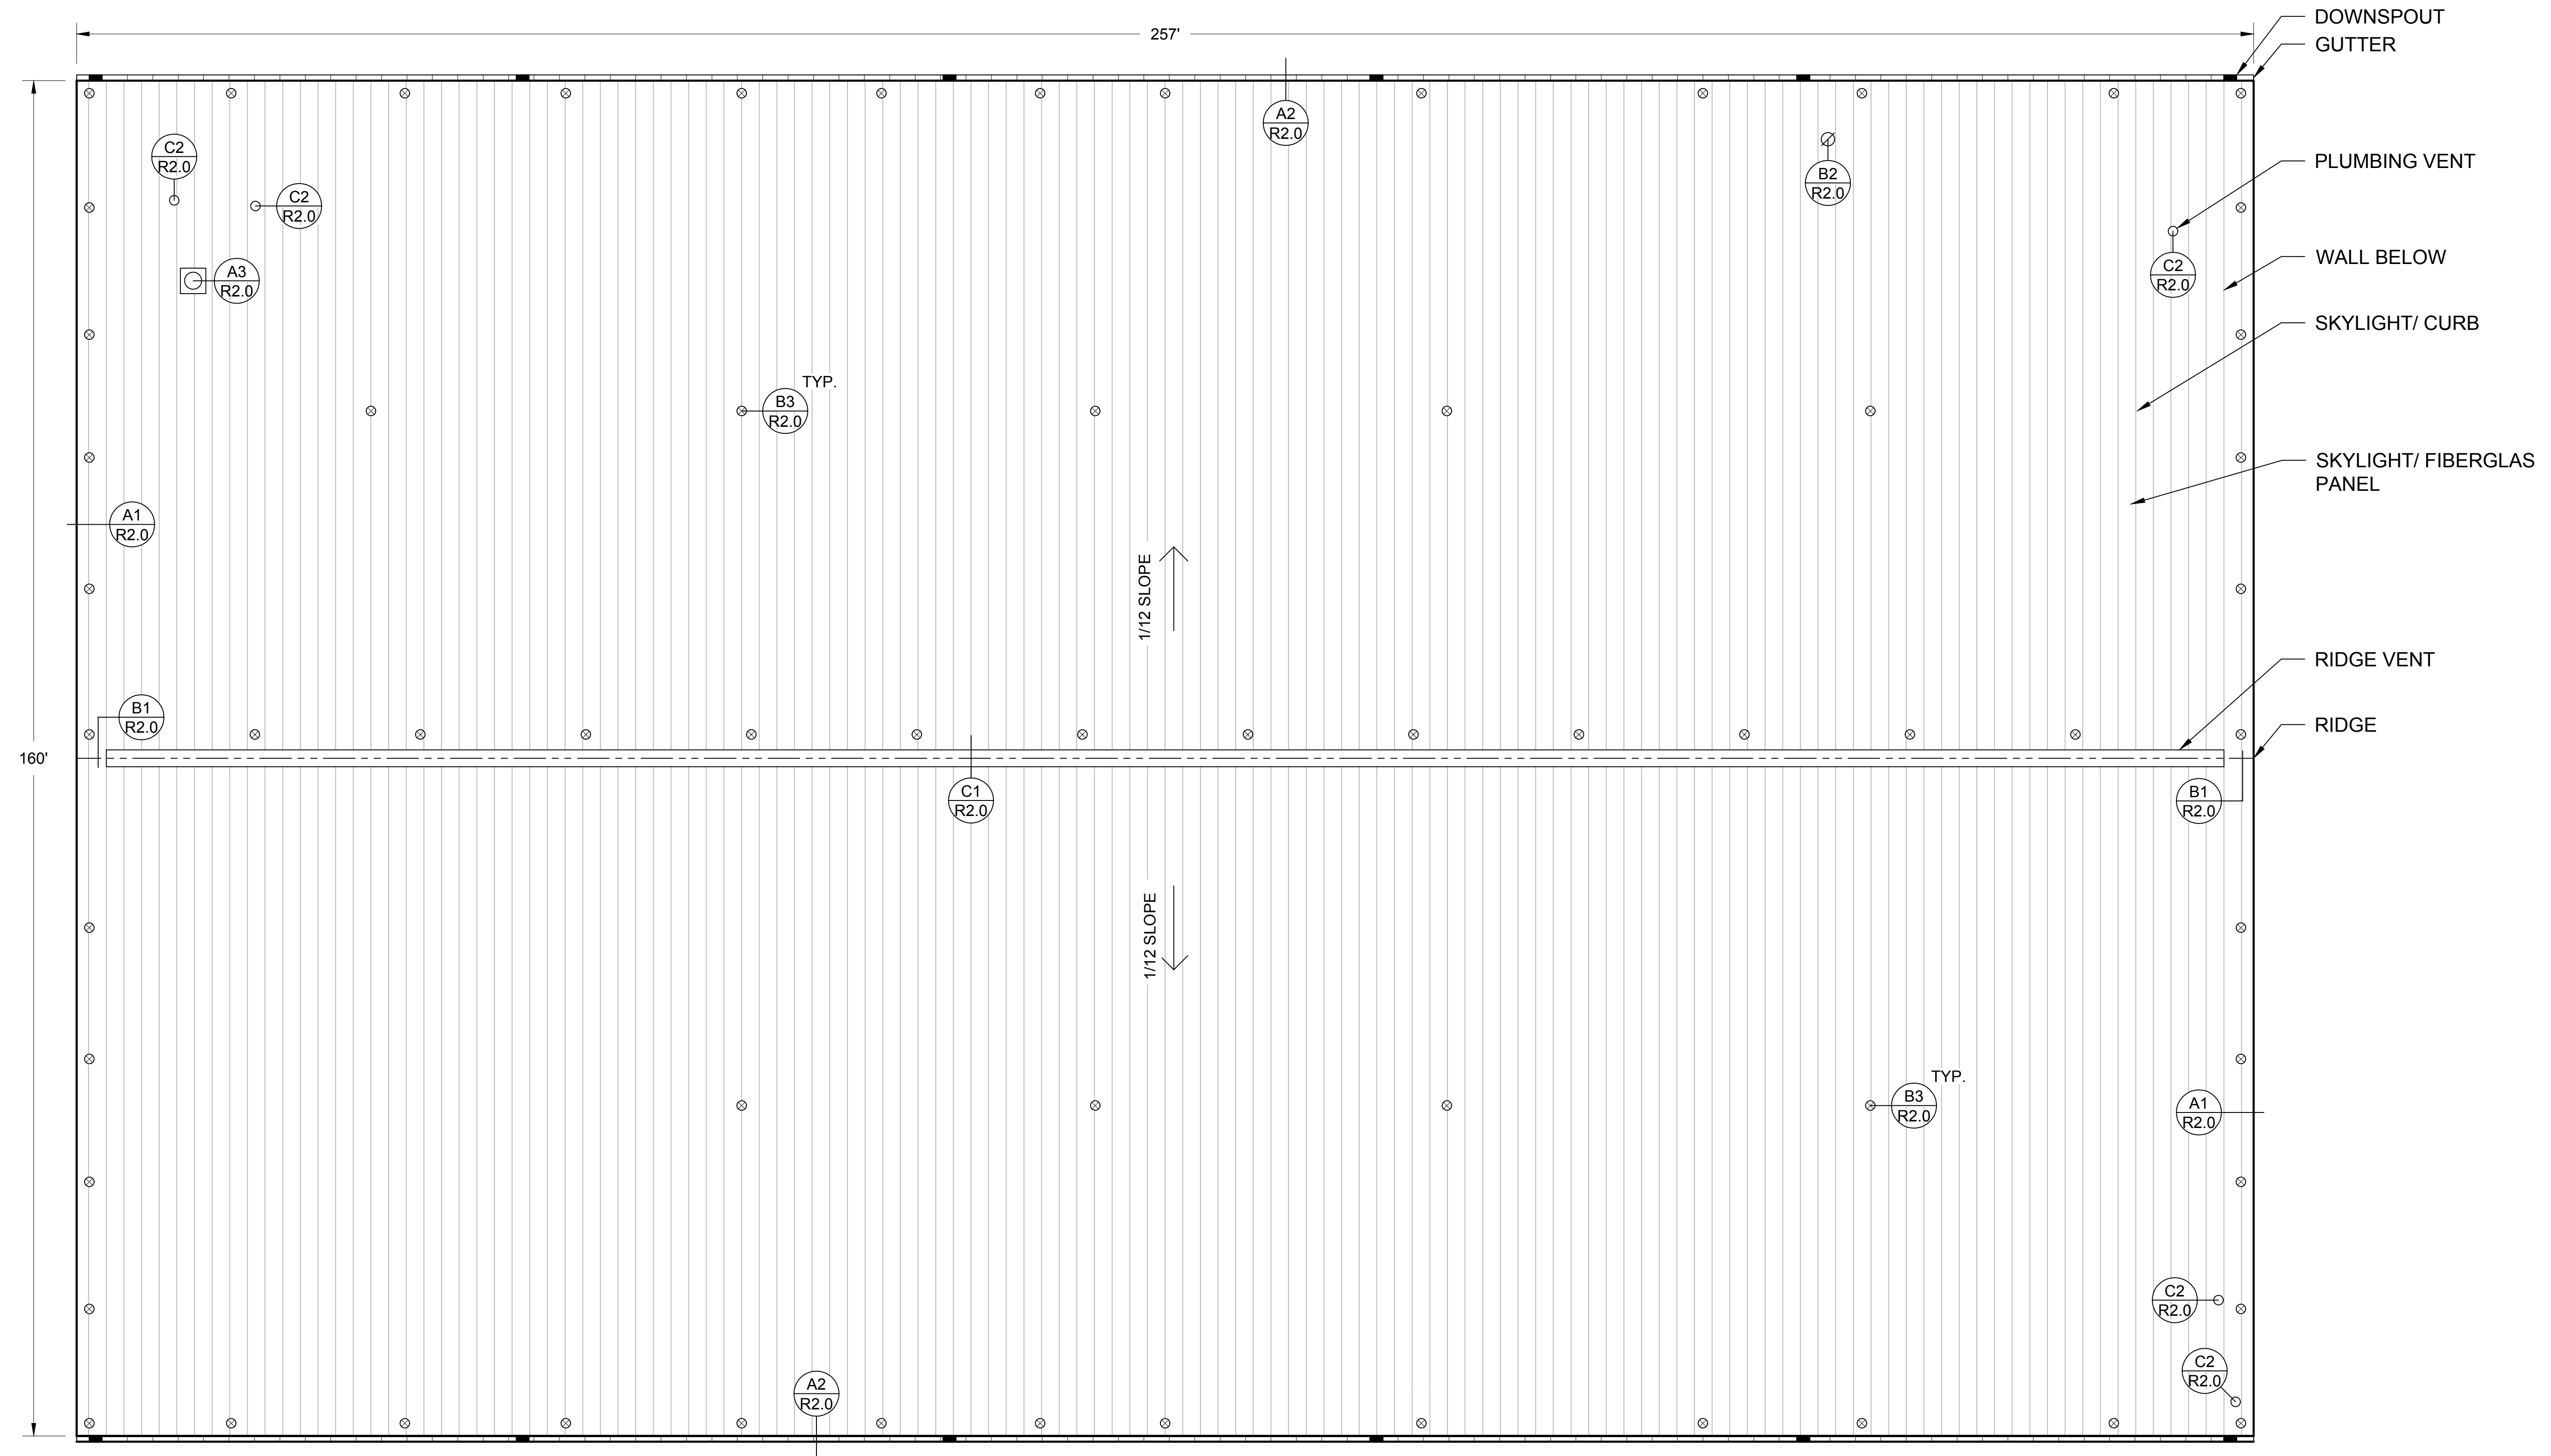 257'
DOWNSPOUT
GUTTER
A2
R2.0
C2
R2.0
C2
R2.0
B2
R2.0
PLUMBING VENT
A3
R2.0
C2
R2.0
WALL BELOW
SKYLIGHT/ CURB
TYP.
B3
R2.0
SKYLIGHT/ FIBERGLAS
PANEL
A1
R2.0
1/12 SLOPE
RIDGE VENT
B1
R2.0
RIDGE
160'
C1
R2.0
B1
R2.0
1/12 SLOPE
TYP.
B3
R2.0
A1
R2.0
C2
R2.0
C2
R2.0
A2
R2.0